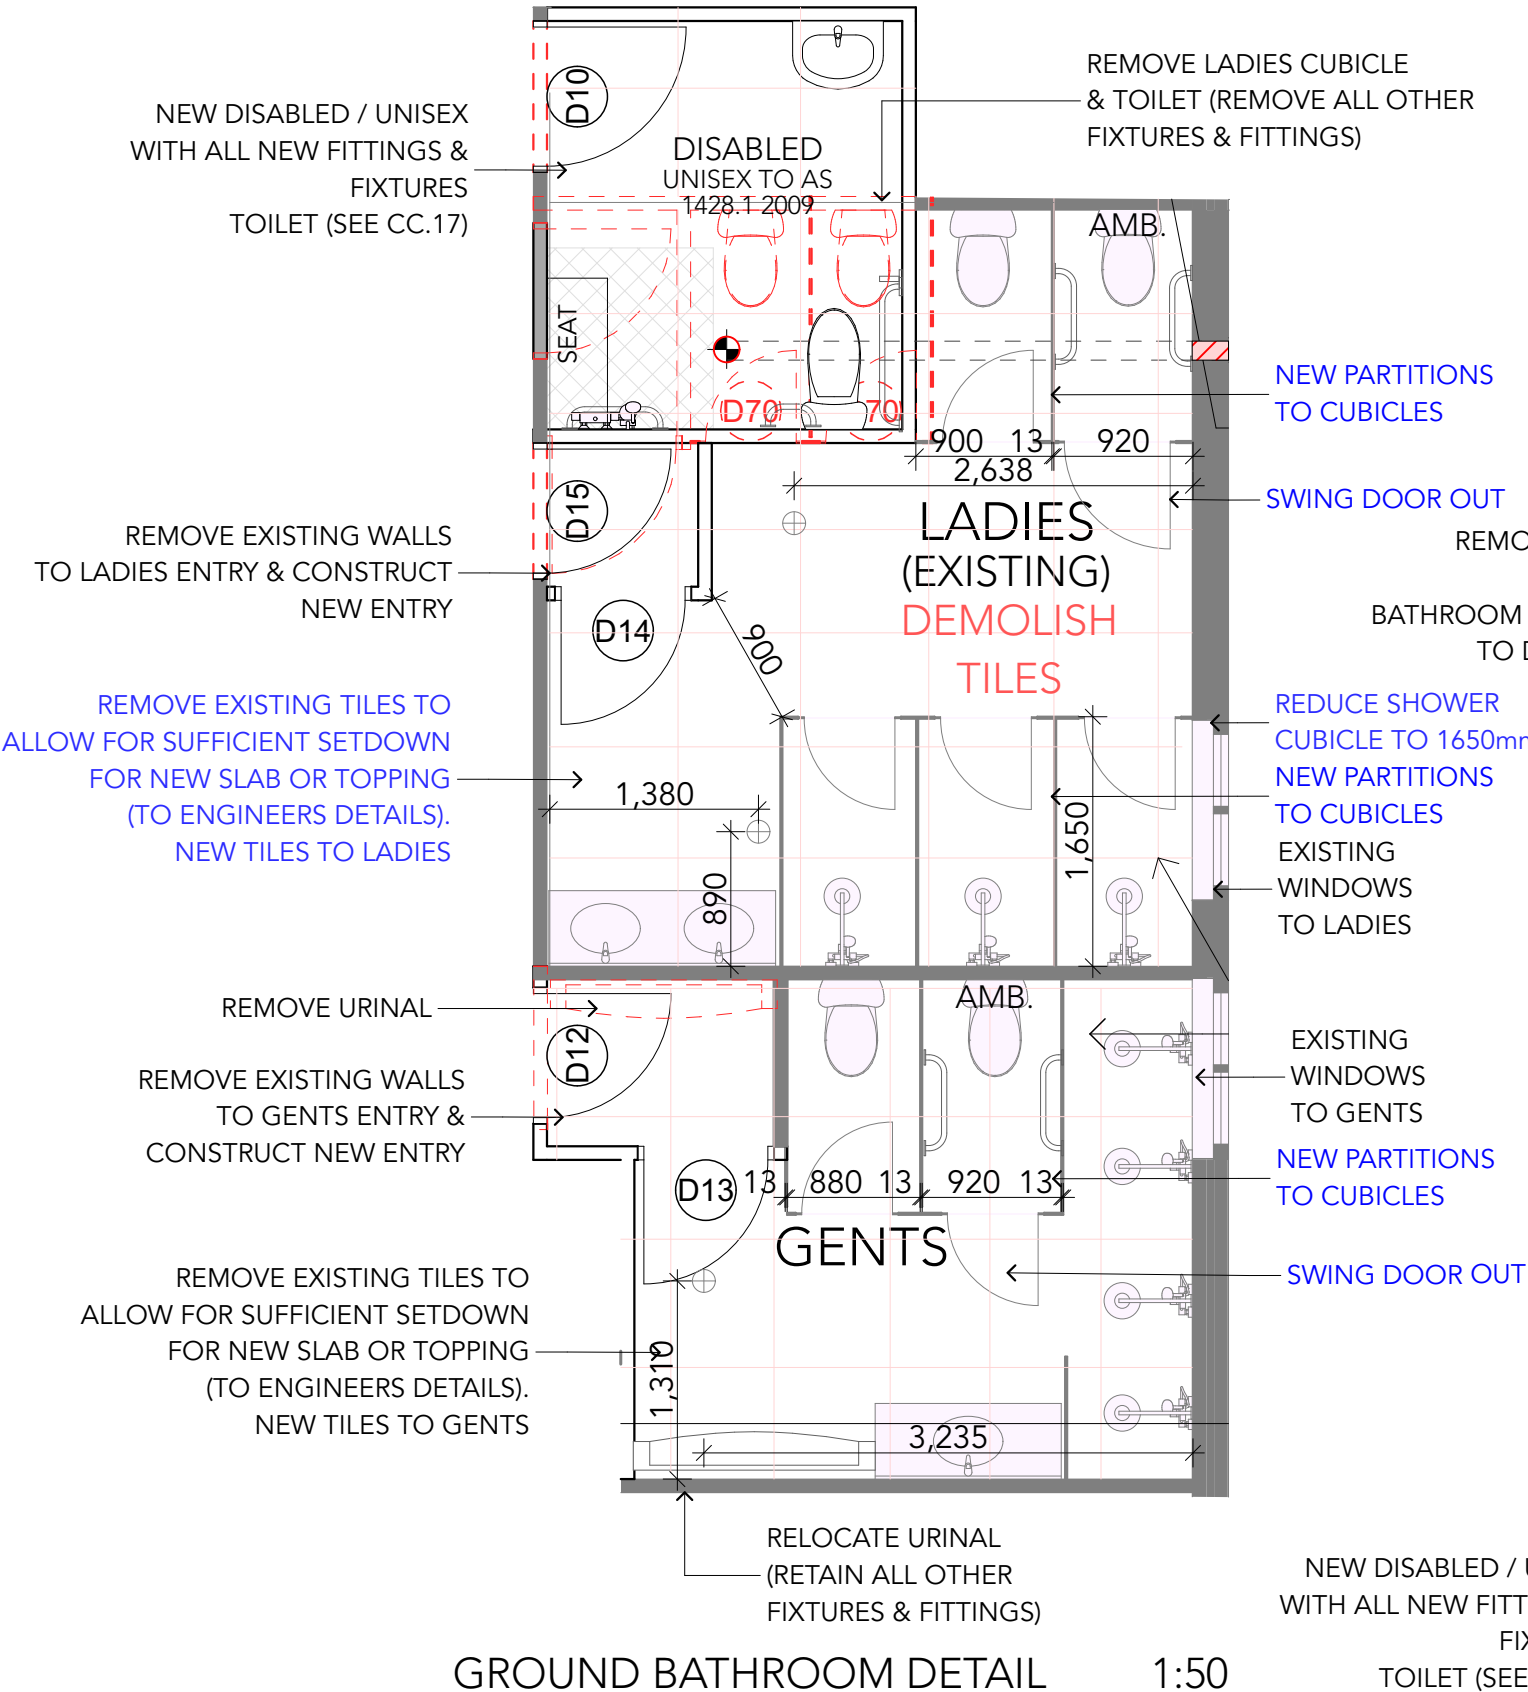 REMOVE LADIES CUBICLE
& TOILET (REMOVE ALL OTHER
FIXTURES & FITTINGS)
NEW DISABLED / UNISEX
WITH ALL NEW FITTINGS &
FIXTURES
TOILET (SEE CC.17)
D10
DISABLED
UNISEX TO AS
1428.1 2009
AMB.
SEAT
D70
70
NEW PARTITIONS
TO CUBICLES
900 13 920
2,638
SWING DOOR OUT
LADIES
(EXISTING)
DEMOLISH
TILES
D15
REMOVE EXISTING WALLS
TO LADIES ENTRY & CONSTRUCT
NEW ENTRY
D14
900
BATHROOM
REMOVE EXISTING TILES TO
ALLOW FOR SUFFICIENT SETDOWN
FOR NEW SLAB OR TOPPING
(TO ENGINEERS DETAILS).
NEW TILES TO LADIES
REDUCE SHOWER
CUBICLE TO 1650mm
NEW PARTITIONS
TO CUBICLES
EXISTING
WINDOWS
TO LADIES
1,380
890
1,650
REMOVE URINAL
AMB.
D12
EXISTING
WINDOWS
TO GENTS
REMOVE EXISTING WALLS
TO GENTS ENTRY &
CONSTRUCT NEW ENTRY
NEW PARTITIONS
TO CUBICLES
D13
13 880 13 920 13
GENTS
SWING DOOR OUT
REMOVE EXISTING TILES TO
ALLOW FOR SUFFICIENT SETDOWN
FOR NEW SLAB OR TOPPING
(TO ENGINEERS DETAILS).
NEW TILES TO GENTS
1,310
3,235
RELOCATE URINAL
(RETAIN ALL OTHER
FIXTURES & FITTINGS)
NEW DISABLED /
WITH ALL NEW
TOILET (SEE
GROUND BATHROOM DETAIL 1:50